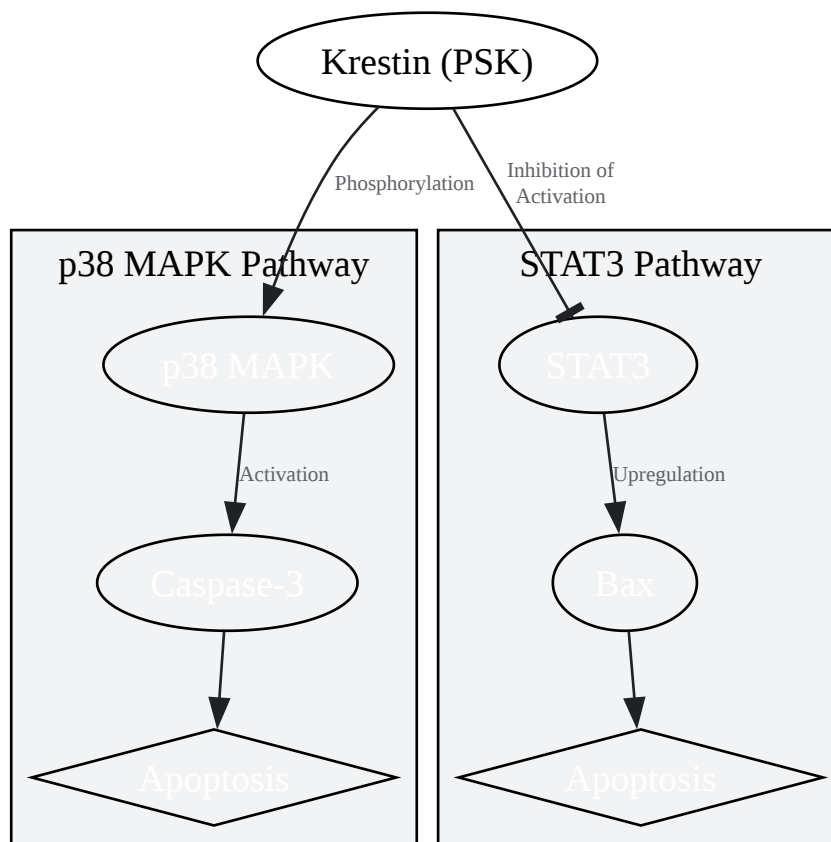 Krestin (PSK)
Phosphorylation
Inhibition of
Activation
p38 MAPK Pathway
STAT3 Pathway
p38 MAPK
STAT3
Activation
Upregulation
Caspase-3
Bax
Apoptosis
Apoptosis